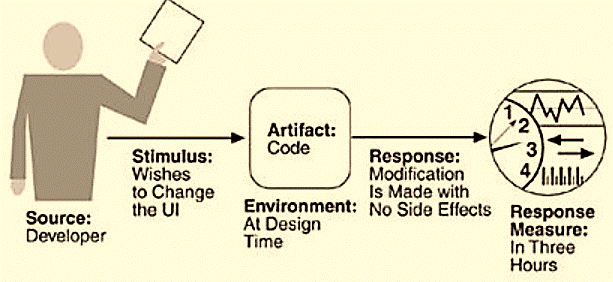 Source:
Developer
Stimulus:
Wishes
to Change
the UI
Artifact:
Code
Environment:
At Design
Time
Response:
Modification
Is Made with
No Side Effects
1
2
3
4
Response
Measure:
In Three
Hours